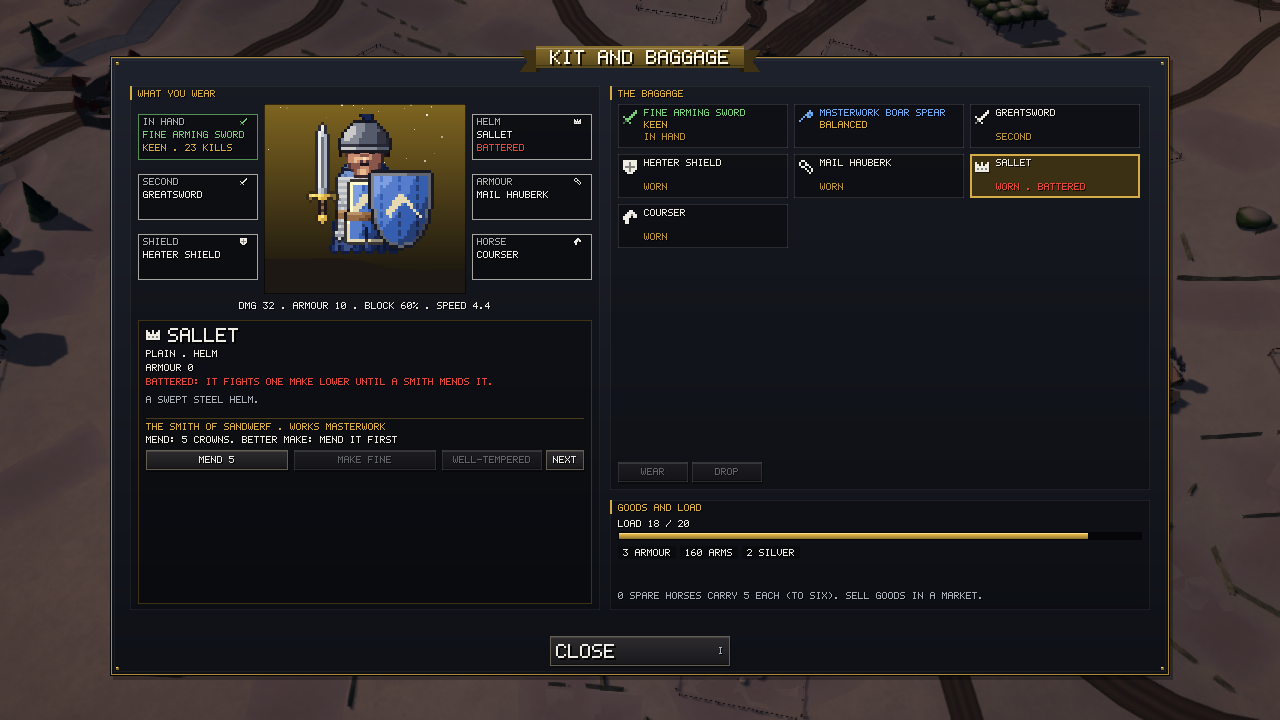 KIT AND BAGGAGE
WHAT YOU WEAR
IN HAND
FINE ARMING SWORD
KEEN . 23 KILLS
SECOND
GREATSWORD
SHIELD
HEATER SHIELD
HELM
SALLET
BATTERED
ARMOUR
MAIL HAUBERK
HORSE
COURSER
DMG 32 . ARMOUR 10 . BLOCK 60% . SPEED 4.4
SALLET
PLAIN . HELM
ARMOUR 0
BATTERED: IT FIGHTS ONE MAKE LOWER UNTIL A SMITH MENDS IT.
A SWEPT STEEL HELM.
THE SMITH OF SANDWERF . WORKS MASTERWORK
MEND: 5 CROWNS. BETTER MAKE: MEND IT FIRST
MEND 5
MAKE FINE
WELL-TEMPERED
NEXT
THE BAGGAGE
FINE ARMING SWORD
KEEN
IN HAND
MASTERWORK BOAR SPEAR
BALANCED
GREATSWORD
SECOND
HEATER SHIELD
WORN
MAIL HAUBERK
WORN
SALLET
WORN . BATTERED
COURSER
WORN
WEAR
DROP
GOODS AND LOAD
LOAD 18 / 20
3 ARMOUR 160 ARMS 2 SILVER
0 SPARE HORSES CARRY 5 EACH (TO SIX). SELL GOODS IN A MARKET.
CLOSE I